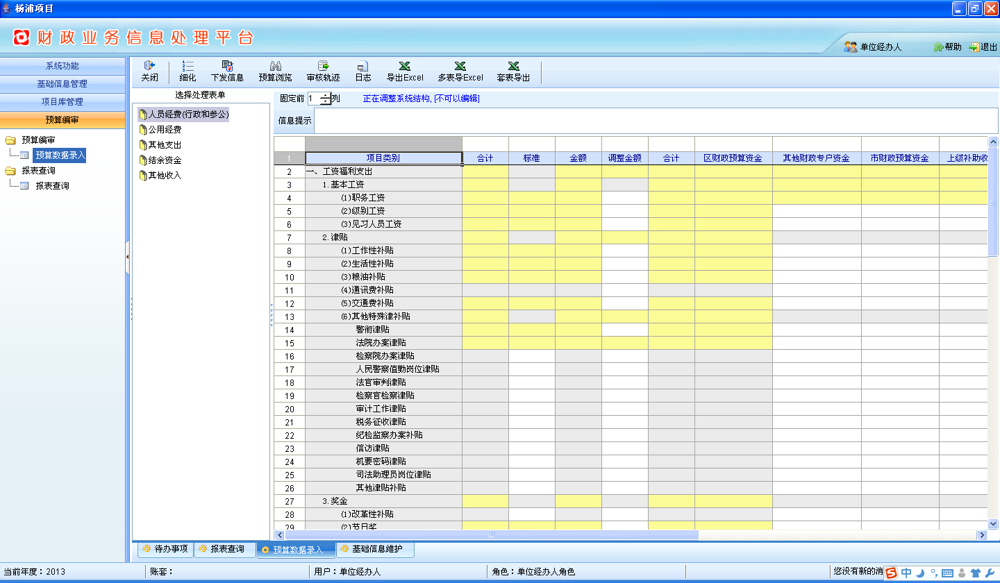 杨浦项目
财政业务信息处理平台
单位经办人 帮助 退出
系统功能
基础信息管理
项目库管理
预算编审
预算编审
预算数据录入
报表查询
报表查询
关闭 细化 下发信息 预算浏览 审核轨迹 日志 导出Excel 多表导Excel 套表导出
选择处理表单
人员经费(行政和参公)
公用经费
其他支出
结余资金
其他收入
固定前 1 列 正在调整系统结构, [不可以编辑]
信息提示
1 项目类别 合计 标准 金额 调整金额 合计 区财政预算资金 其他财政专户资金 市财政预算资金 上级补助收
2 一、工资福利支出
3 1.基本工资
4 (1)职务工资
5 (2)级别工资
6 (3)见习人员工资
7 2.津贴
8 (1)工作性补贴
9 (2)生活性补贴
10 (3)粮油补贴
11 (4)通讯费补贴
12 (5)交通费补贴
13 (6)其他特殊津补贴
14 警衔津贴
15 法院办案津贴
16 检察院办案津贴
17 人民警察值勤岗位津贴
18 法官审判津贴
19 检察官检察津贴
20 审计工作津贴
21 税务征收津贴
22 纪检监察办案补贴
23 信访津贴
24 机要密码津贴
25 司法助理员岗位津贴
26 其他津贴补贴
27 3.奖金
28 (1)改革性补贴
29 (2)节日奖
待办事项 报表查询 预算数据录入 基础信息维护
当前年度：2013 账套： 用户：单位经办人 角色：单位经办人角色 您没有新的消 中